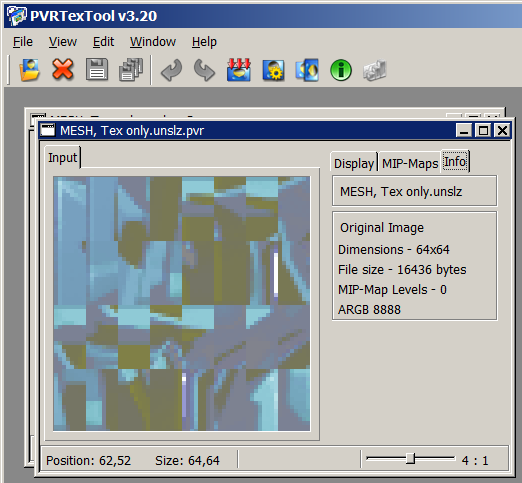 PVRTexTool v3.20
File Edit View Window Help
MESH, Tex only.unslz.pvr
Input
Display MIP-Maps Info
MESH, Tex only.unslz
Original Image
Dimensions - 64x64
File size - 16436 bytes
MIP-Map Levels - 0
ARGB 8888
Position: 62,52 Size: 64,64 4 : 1